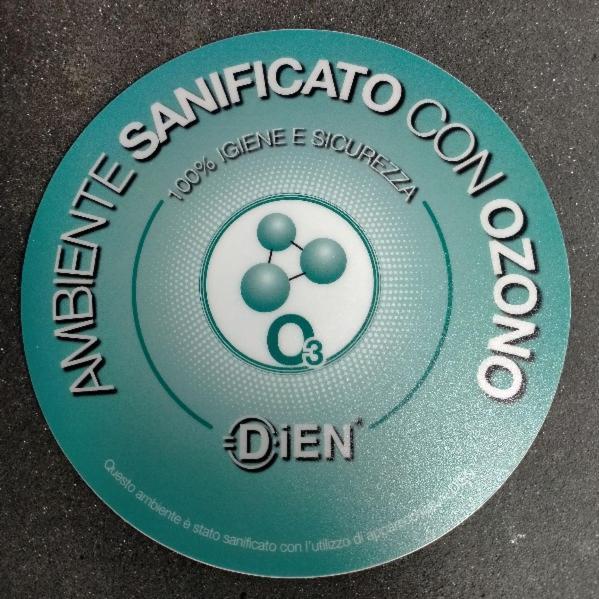 AMBIENTE SANIFICATO CON OZONO
100% IGIENE E SICUREZZA
O3
DiEN
Questo ambiente è stato sanificato con l'utilizzo di